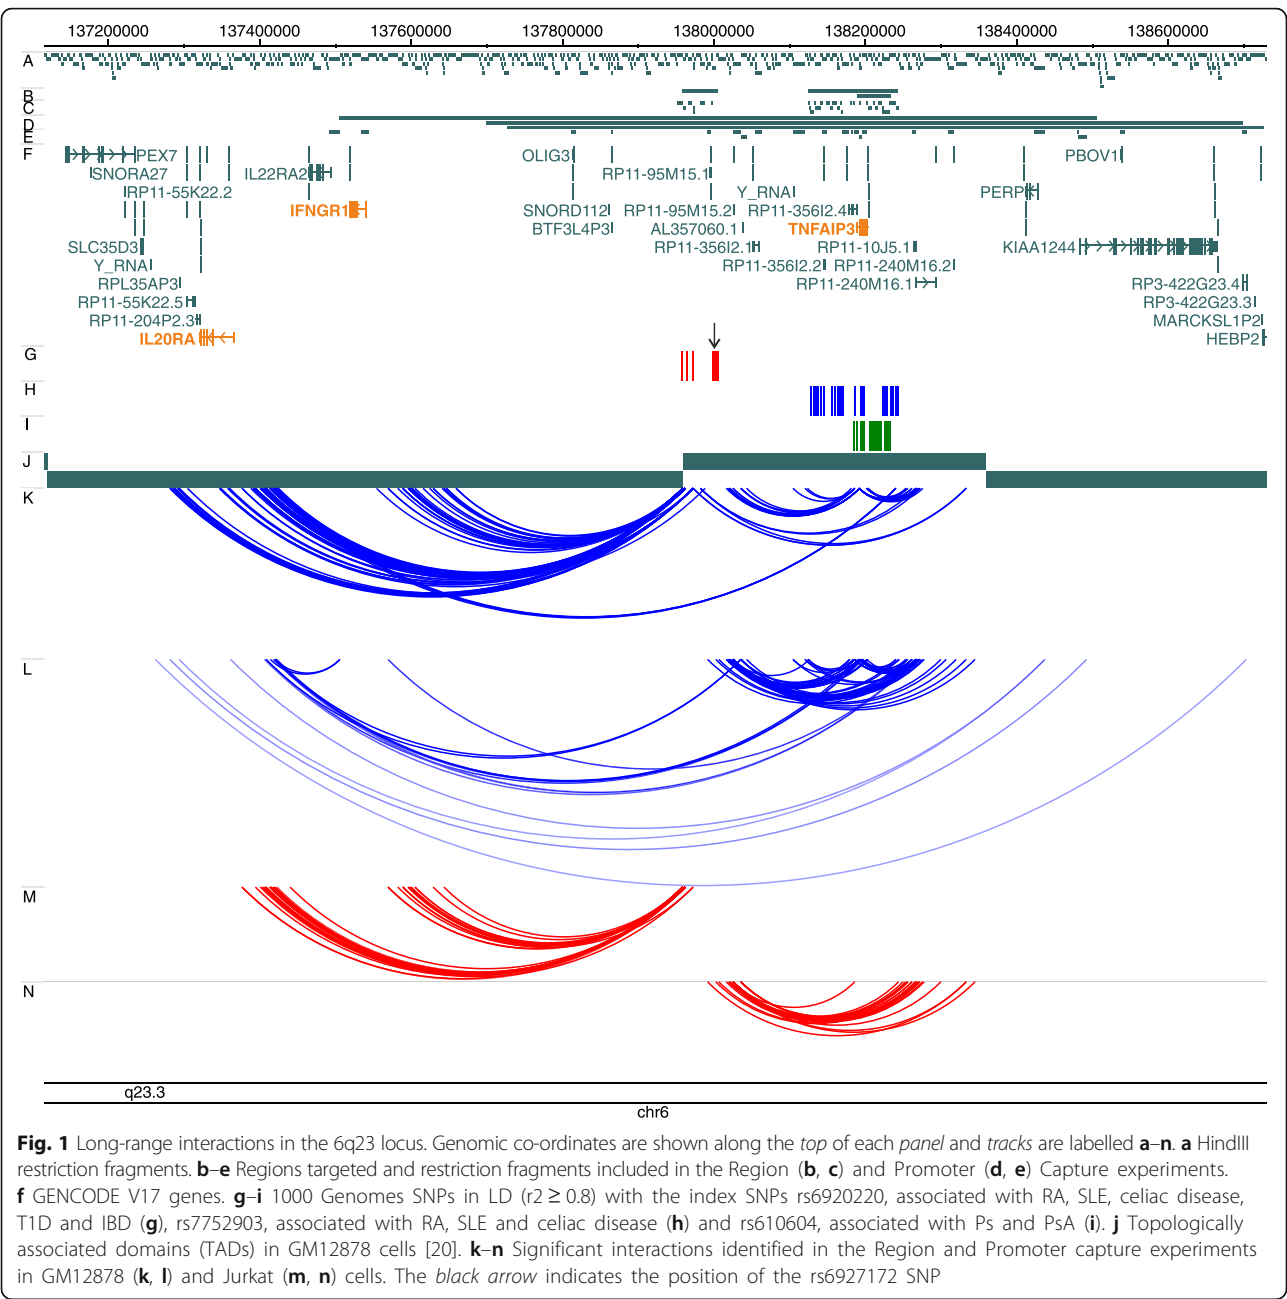 137200000 137400000 137600000 137800000 138000000 138200000 138400000 138600000
A
B
C
D
E
F PEX7 OLIG3 PBOV1
SNORA27 IL22RA2 RP11-95M15.1
RP11-55K22.2 Y_RNA PERP
IFNGR1 SNORD112 RP11-95M15.2 RP11-356I2.4
BTF3L4P3 AL357060.1 TNFAIP3
SLC35D3 RP11-356I2.1 RP11-10J5.1 KIAA1244
Y_RNA RP11-356I2.2 RP11-240M16.2
RPL35AP3 RP11-240M16.1 RP3-422G23.4
RP11-55K22.5 RP3-422G23.3
RP11-204P2.3 MARCKSL1P2
IL20RA HEBP2
G
H
I
J
K
L
M
N
q23.3
chr6
Fig. 1 Long-range interactions in the 6q23 locus. Genomic co-ordinates are shown along the top of each panel and tracks are labelled a–n. a HindIII
restriction fragments. b–e Regions targeted and restriction fragments included in the Region (b, c) and Promoter (d, e) Capture experiments.
f GENCODE V17 genes. g–i 1000 Genomes SNPs in LD (r2 ≥ 0.8) with the index SNPs rs6920220, associated with RA, SLE, celiac disease,
T1D and IBD (g), rs7752903, associated with RA, SLE and celiac disease (h) and rs610604, associated with Ps and PsA (i). j Topologically
associated domains (TADs) in GM12878 cells [20]. k–n Significant interactions identified in the Region and Promoter capture experiments
in GM12878 (k, l) and Jurkat (m, n) cells. The black arrow indicates the position of the rs6927172 SNP